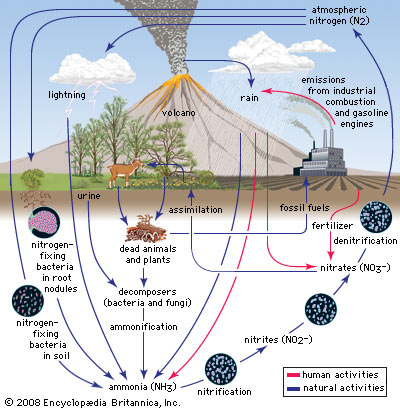 atmospheric
nitrogen (N2)
lightning
volcano
rain
emissions
from industrial
combustion
and gasoline
engines
urine
assimilation
fossil fuels
fertilizer
denitrification
nitrogen-
fixing
bacteria
in root
nodules
dead animals
and plants
nitrates (NO3-)
decomposers
(bacteria and fungi)
nitrogen-
fixing
bacteria
in soil
ammonification
nitrites (NO2-)
ammonia (NH3)
nitrification
human activities
natural activities
© 2008 Encyclopædia Britannica, Inc.